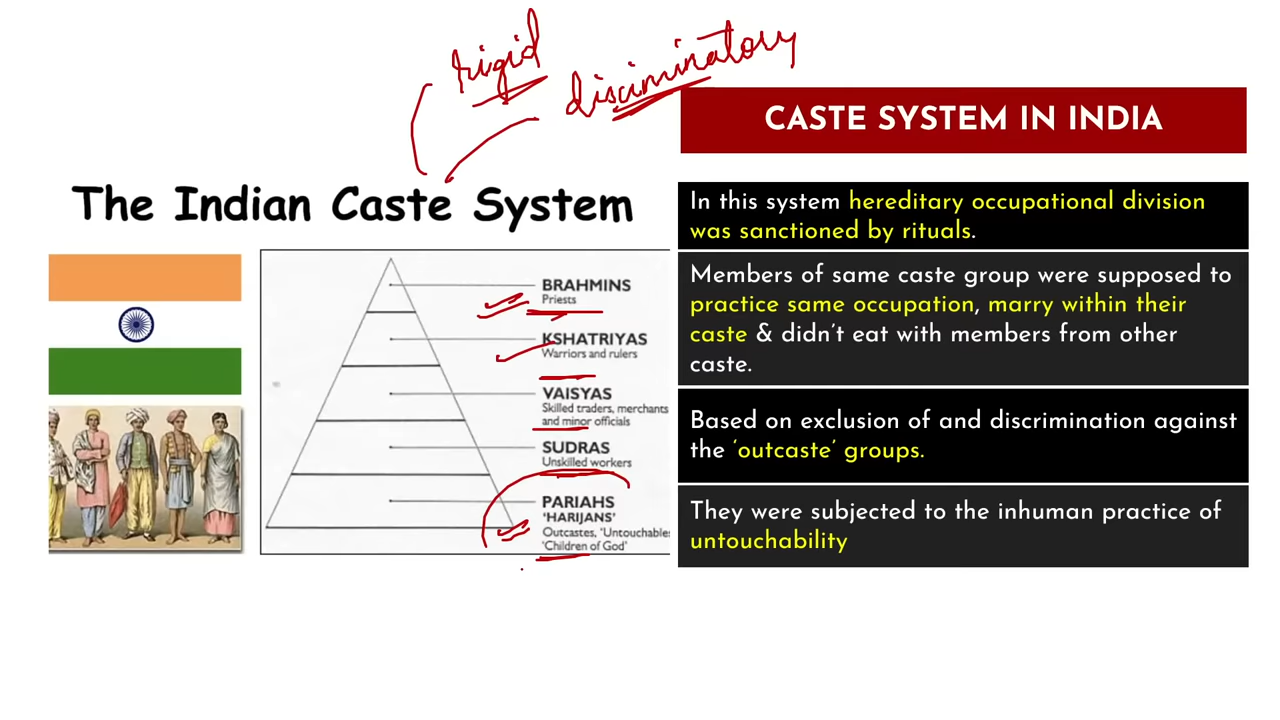 rigid
disciminatory
CASTE SYSTEM IN INDIA
The Indian Caste System
BRAHMINS
Priests
KSHATRIYAS
Warriors and rulers
VAISYAS
Skilled traders, merchants
and minor officials
SUDRAS
Unskilled workers
PARIAHS
'HARIJANS'
Outcastes, 'Untouchable
'Children of God'
In this system hereditary occupational division
was sanctioned by rituals.
Members of same caste group were supposed to
practice same occupation, marry within their
caste & didn't eat with members from other
caste.
Based on exclusion of and discrimination against
the 'outcaste' groups.
They were subjected to the inhuman practice of
untouchability